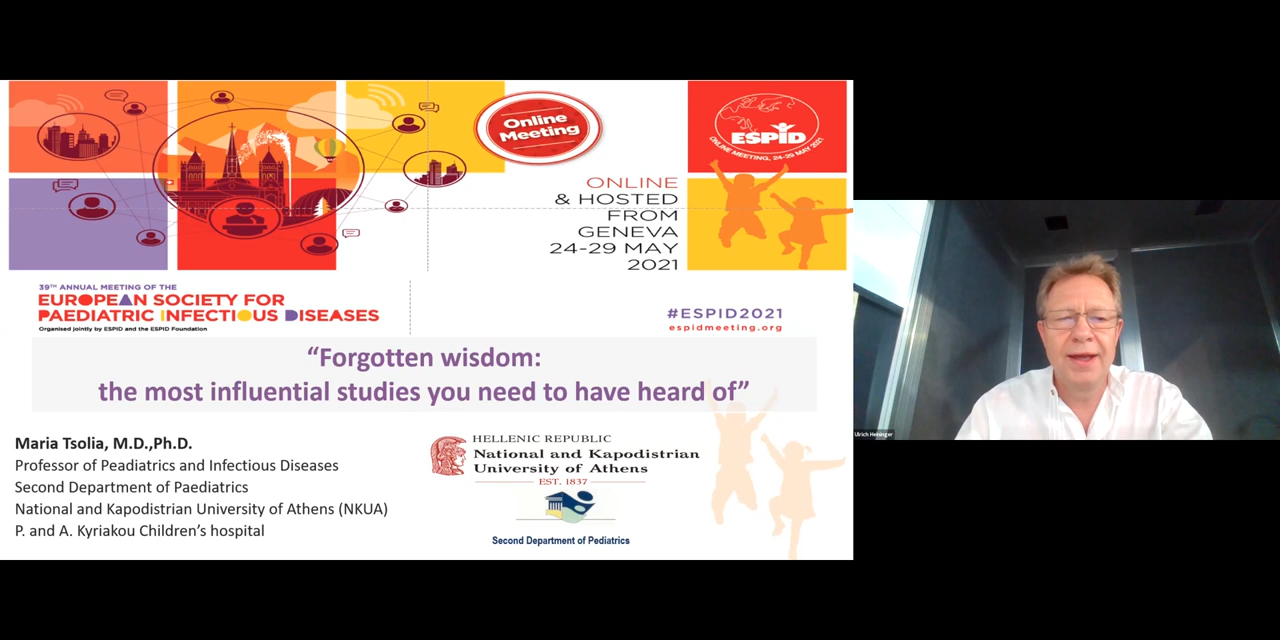 Online
Meeting
ESPID
ONLINE MEETING, 24-29 MAY 2021
ONLINE
& HOSTED
FROM
GENEVA
24-29 MAY
2021
39TH ANNUAL MEETING OF THE
EUROPEAN SOCIETY FOR
PAEDIATRIC INFECTIOUS DISEASES
Organised jointly by ESPID and the ESPID Foundation
#ESPID2021
espidmeeting.org
“Forgotten wisdom:
the most influential studies you need to have heard of”
Maria Tsolia, M.D.,Ph.D.
Professor of Peadiatrics and Infectious Diseases
Second Department of Paediatrics
National and Kapodistrian University of Athens (NKUA)
P. and A. Kyriakou Children’s hospital
HELLENIC REPUBLIC
National and Kapodistrian
University of Athens
EST. 1837
Second Department of Pediatrics
Ulrich Heininger